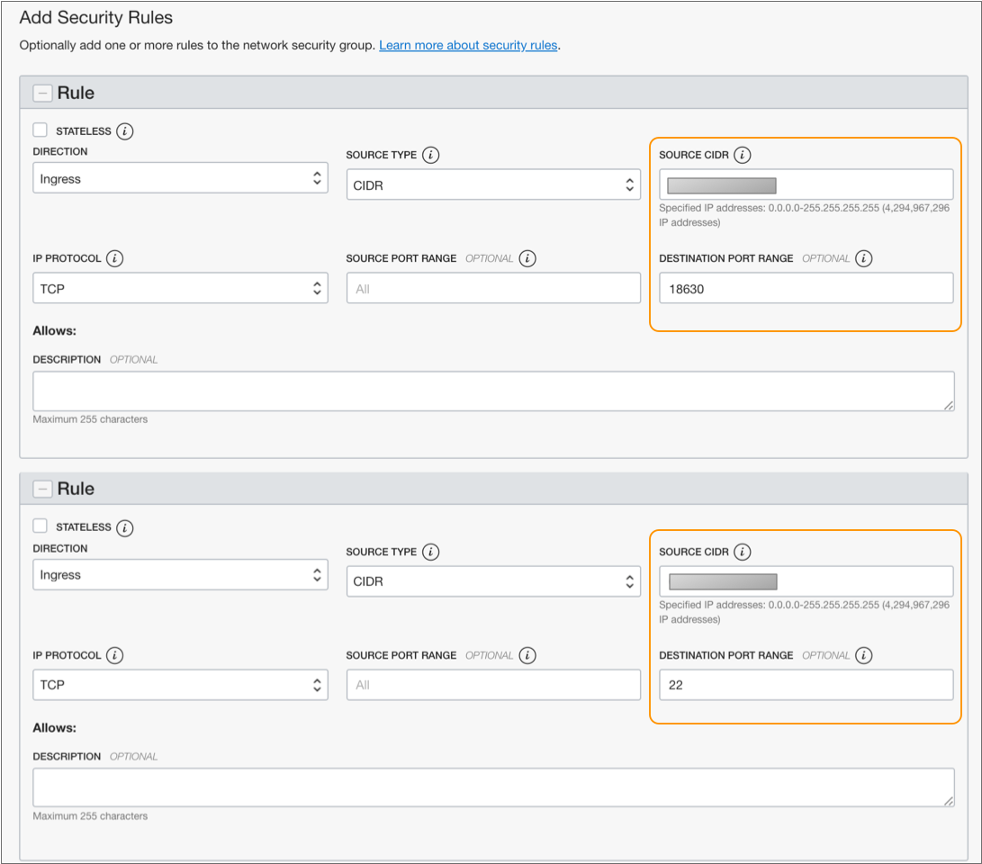 Add Security Rules
Optionally add one or more rules to the network security group. Learn more about security rules.
Rule
STATELESS i
DIRECTION
Ingress
SOURCE TYPE i
CIDR
SOURCE CIDR i
Specified IP addresses: 0.0.0.0-255.255.255.255 (4,294,967,296
IP addresses)
IP PROTOCOL i
TCP
SOURCE PORT RANGE OPTIONAL i
All
DESTINATION PORT RANGE OPTIONAL i
18630
Allows:
DESCRIPTION OPTIONAL
Maximum 255 characters
Rule
STATELESS i
DIRECTION
Ingress
SOURCE TYPE i
CIDR
SOURCE CIDR i
Specified IP addresses: 0.0.0.0-255.255.255.255 (4,294,967,296
IP addresses)
IP PROTOCOL i
TCP
SOURCE PORT RANGE OPTIONAL i
All
DESTINATION PORT RANGE OPTIONAL i
22
Allows:
DESCRIPTION OPTIONAL
Maximum 255 characters